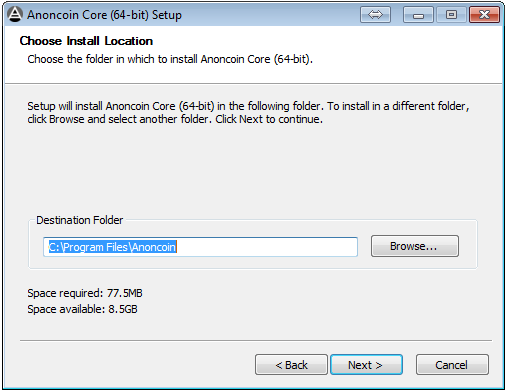 Anoncoin Core (64-bit) Setup
Choose Install Location
Choose the folder in which to install Anoncoin Core (64-bit).
Setup will install Anoncoin Core (64-bit) in the following folder. To install in a different folder,
click Browse and select another folder. Click Next to continue.
Destination Folder
C:\Program Files\Anoncoin
Browse...
Space required: 77.5MB
Space available: 8.5GB
< Back
Next >
Cancel